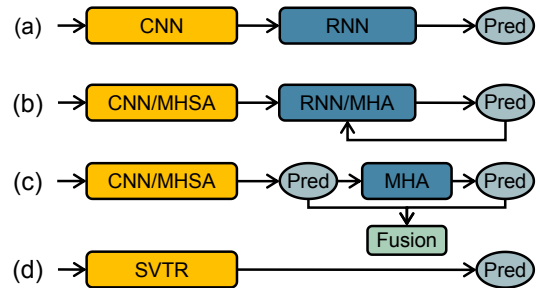 (a) CNN RNN Pred
(b) CNN/MHSA RNN/MHA Pred
(c) CNN/MHSA Pred MHA Pred
Fusion
(d) SVTR Pred